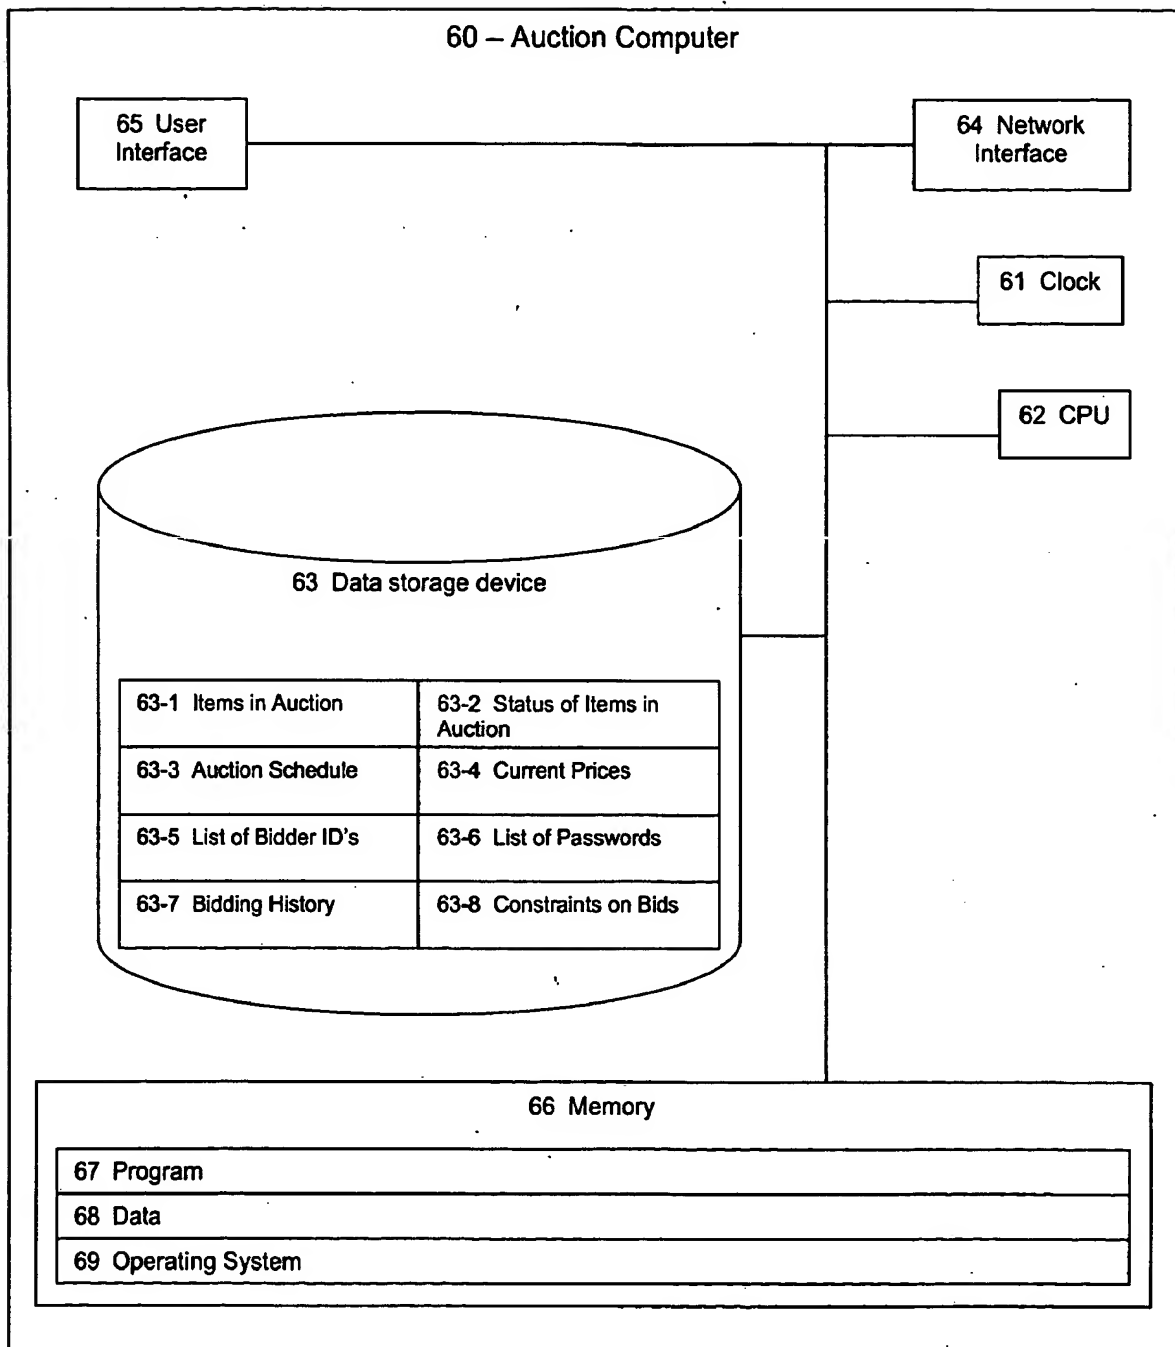 60 – Auction Computer
65 User
Interface
64 Network
Interface
61 Clock
62 CPU
63 Data storage device
63-1 Items in Auction
63-2 Status of Items in
Auction
63-3 Auction Schedule
63-4 Current Prices
63-5 List of Bidder ID's
63-6 List of Passwords
63-7 Bidding History
63-8 Constraints on Bids
66 Memory
67 Program
68 Data
69 Operating System